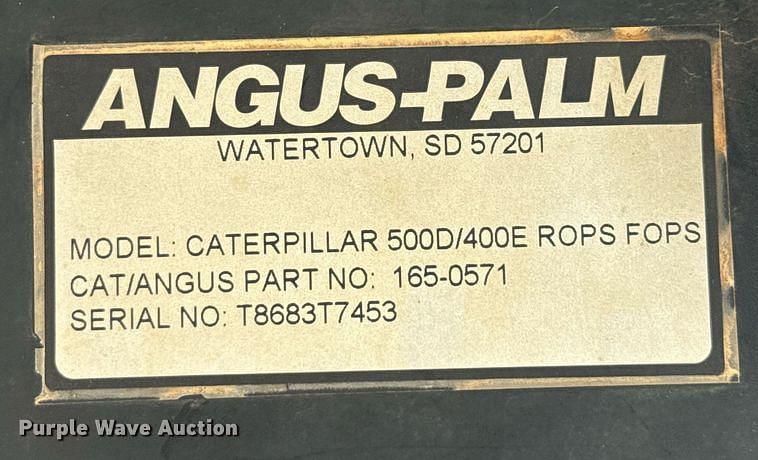 ANGUS-PALM
WATERTOWN, SD 57201
MODEL: CATERPILLAR 500D/400E ROPS FOPS
CAT/ANGUS PART NO: 165-0571
SERIAL NO: T8683T7453
Purple Wave Auction